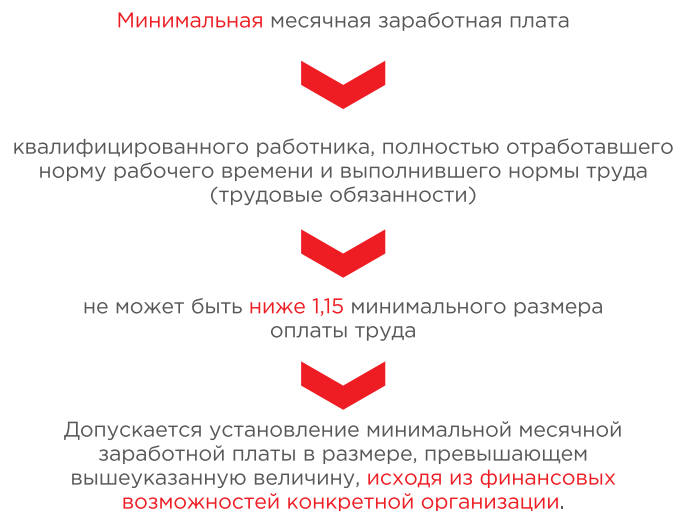 Минимальная месячная заработная плата
квалифицированного работника, полностью отработавшего
норму рабочего времени и выполнившего нормы труда
(трудовые обязанности)
не может быть ниже 1,15 минимального размера
оплаты труда
Допускается установление минимальной месячной
заработной платы в размере, превышающем
вышеуказанную величину, исходя из финансовых
возможностей конкретной организации.